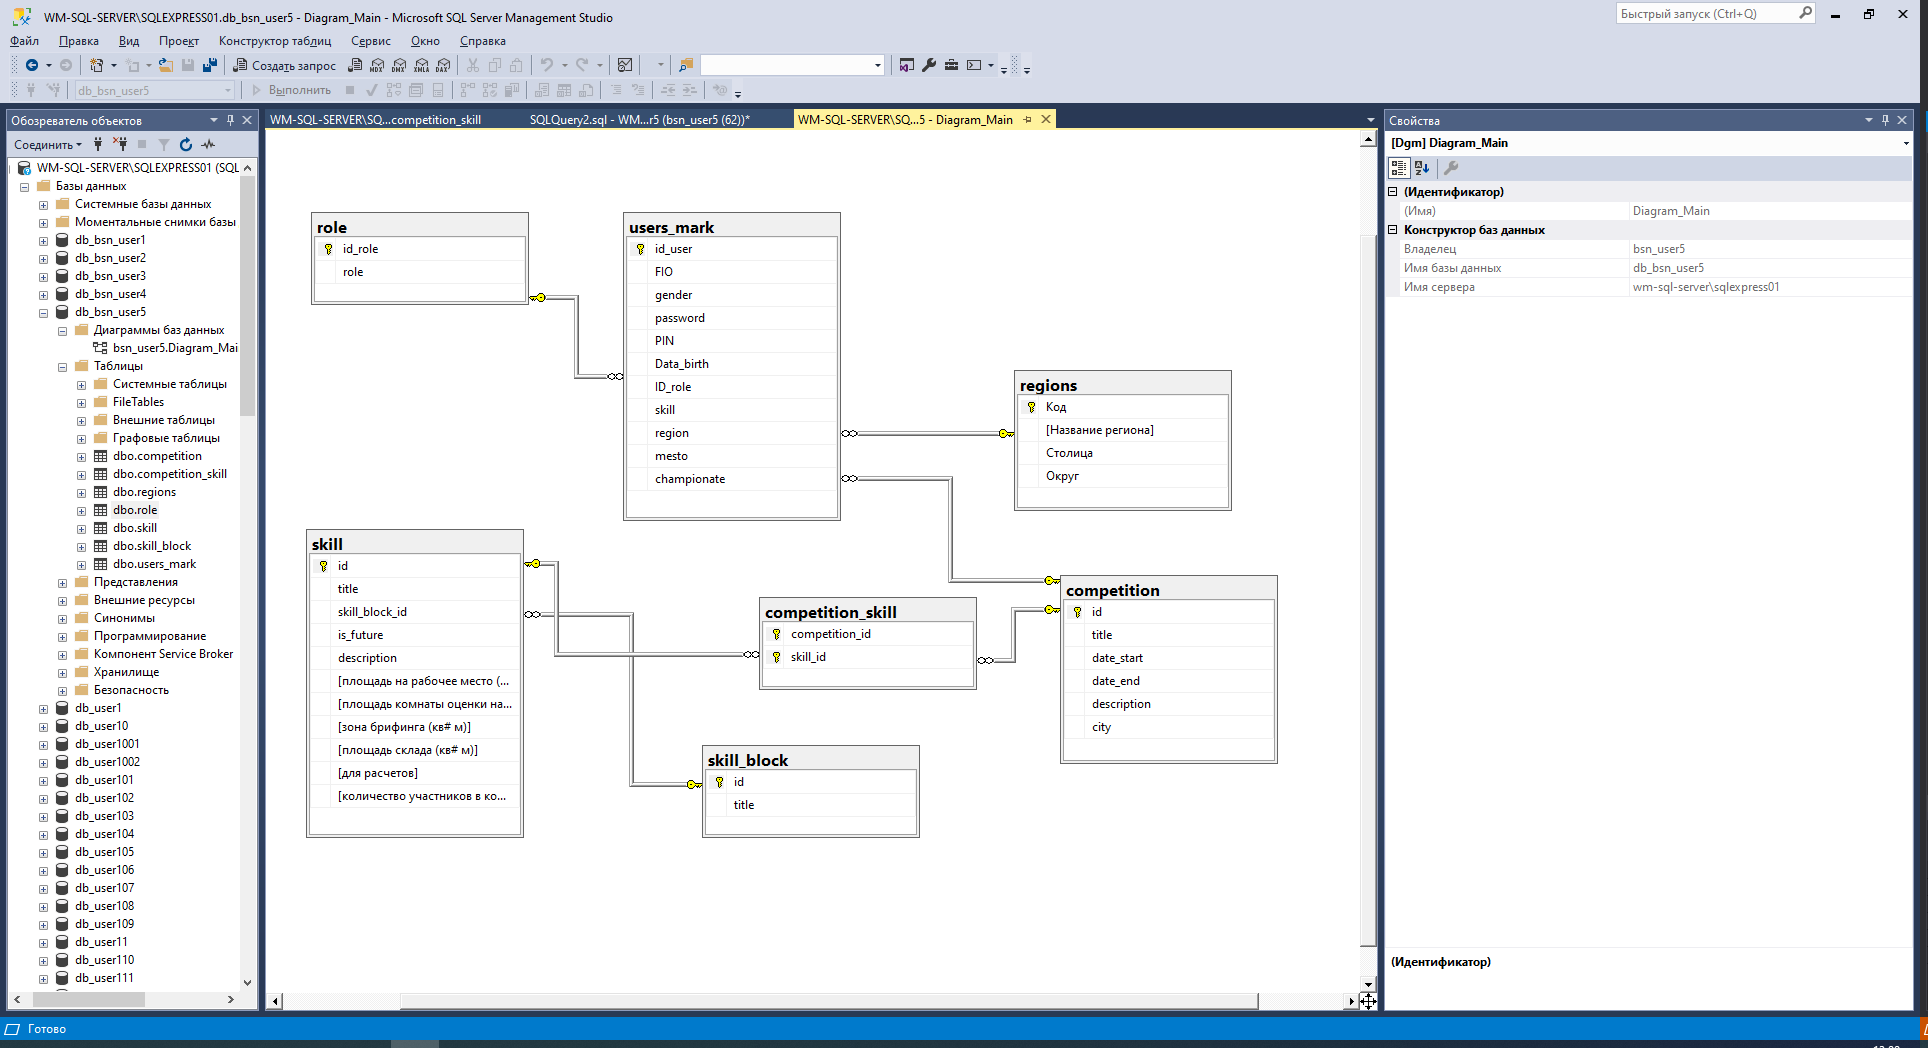 WM-SQL-SERVER\SQLEXPRESS01.db_bsn_user5 - Diagram_Main - Microsoft SQL Server Management Studio
Быстрый запуск (Ctrl+Q)
Файл Правка Вид Проект Конструктор таблиц Сервис Окно Справка
Создать запрос MDX DMX XMLA DAX
db_bsn_user5 Выполнить
Обозреватель объектов
Соединить
WM-SQL-SERVER\SQLEXPRESS01 (SQL
Базы данных
Системные базы данных
Моментальные снимки базы
db_bsn_user1
db_bsn_user2
db_bsn_user3
db_bsn_user4
db_bsn_user5
Диаграммы баз данных
bsn_user5.Diagram_Mai
Таблицы
Системные таблицы
FileTables
Внешние таблицы
Графовые таблицы
dbo.competition
dbo.competition_skill
dbo.regions
dbo.role
dbo.skill
dbo.skill_block
dbo.users_mark
Представления
Внешние ресурсы
Синонимы
Программирование
Компонент Service Broker
Хранилище
Безопасность
db_user1
db_user10
db_user1001
db_user1002
db_user101
db_user102
db_user103
db_user104
db_user105
db_user106
db_user107
db_user108
db_user109
db_user11
db_user110
db_user111
WM-SQL-SERVER\SQ...competition_skill
SQLQuery2.sql - WM...r5 (bsn_user5 (62))*
WM-SQL-SERVER\SQ...5 - Diagram_Main
role
id_role
role
users_mark
id_user
FIO
gender
password
PIN
Data_birth
ID_role
skill
region
mesto
championate
regions
Код
[Название региона]
Столица
Округ
skill
id
title
skill_block_id
is_future
description
[площадь на рабочее место (...
[площадь комнаты оценки на...
[зона брифинга (кв# м)]
[площадь склада (кв# м)]
[для расчетов]
[количество участников в ко...
competition_skill
competition_id
skill_id
competition
id
title
date_start
date_end
description
city
skill_block
id
title
Свойства
[Dgm] Diagram_Main
(Идентификатор)
(Имя) Diagram_Main
Конструктор баз данных
Владелец bsn_user5
Имя базы данных db_bsn_user5
Имя сервера wm-sql-server\sqlexpress01
(Идентификатор)
Готово